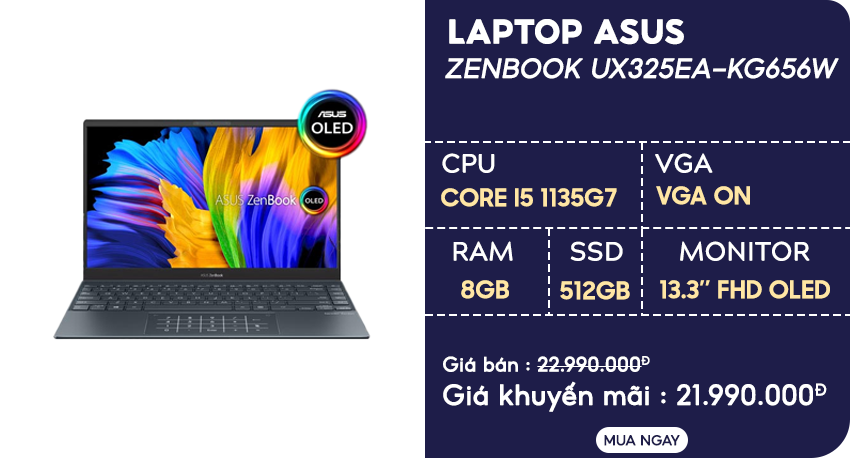 LAPTOP ASUS
ZENBOOK UX325EA-KG656W
ASUS
OLED
ASUS ZenBook
OLED
CPU
CORE I5 1135G7
VGA
VGA ON
RAM
8GB
SSD
512GB
MONITOR
13.3" FHD OLED
Giá bán : 22.990.000Đ
Giá khuyến mãi : 21.990.000Đ
MUA NGAY